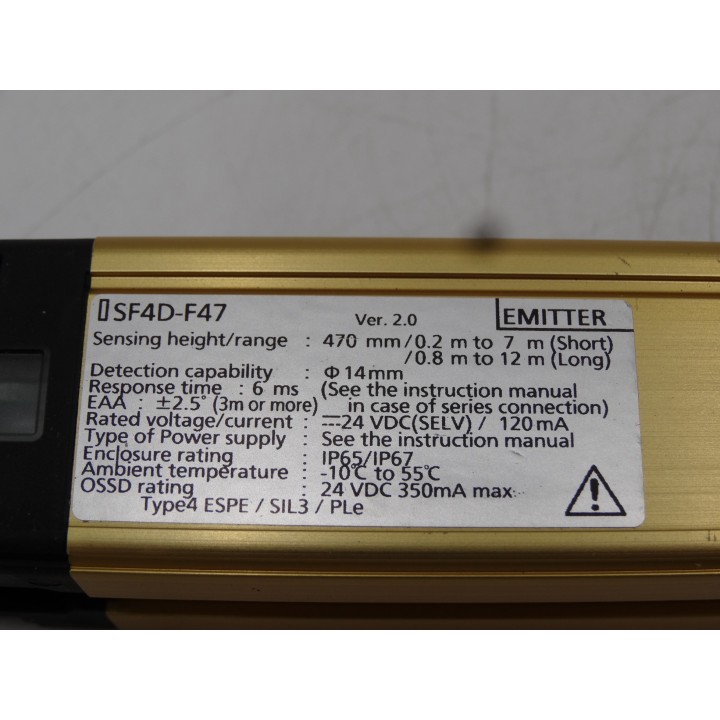 SF4D-F47 Ver. 2.0 EMITTER
Sensing height/range : 470 mm/0.2 m to 7 m (Short)
/0.8 m to 12 m (Long)
Detection capability : Φ14mm
Response time : 6 ms (See the instruction manual
EAA : ±2.5° (3m or more) in case of series connection)
Rated voltage/current : ⎓24 VDC(SELV) / 120mA
Type of Power supply : See the instruction manual
Enclosure rating : IP65/IP67
Ambient temperature : -10℃ to 55℃
OSSD rating : 24 VDC 350mA max.
Type4 ESPE / SIL3 / PLe